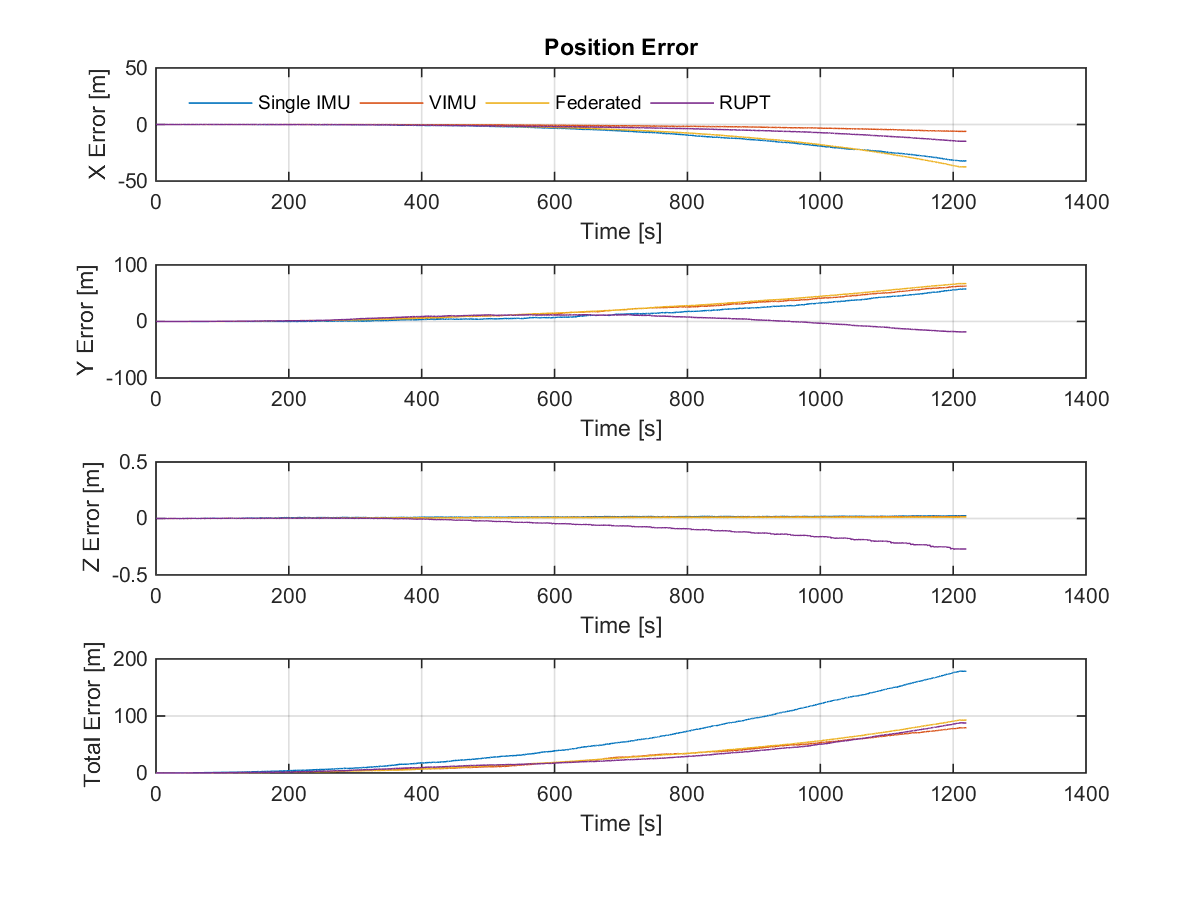 Position Error
50
0
-50
X Error [m]
Single IMU VIMU Federated RUPT
0 200 400 600 800 1000 1200 1400
Time [s]
100
0
-100
Y Error [m]
0 200 400 600 800 1000 1200 1400
Time [s]
0.5
0
-0.5
Z Error [m]
0 200 400 600 800 1000 1200 1400
Time [s]
200
100
0
Total Error [m]
0 200 400 600 800 1000 1200 1400
Time [s]